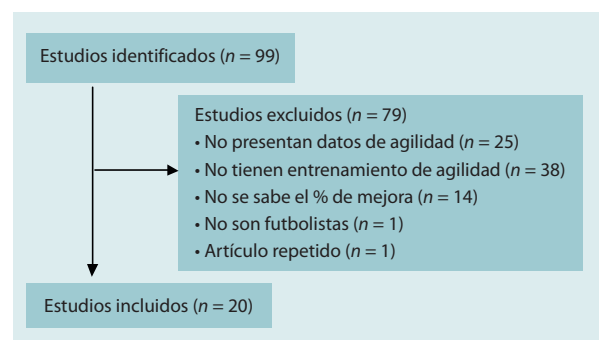 Estudios identificados (n = 99)
Estudios excluidos (n = 79)
• No presentan datos de agilidad (n = 25)
• No tienen entrenamiento de agilidad (n = 38)
• No se sabe el % de mejora (n = 14)
• No son futbolistas (n = 1)
• Artículo repetido (n = 1)
Estudios incluidos (n = 20)